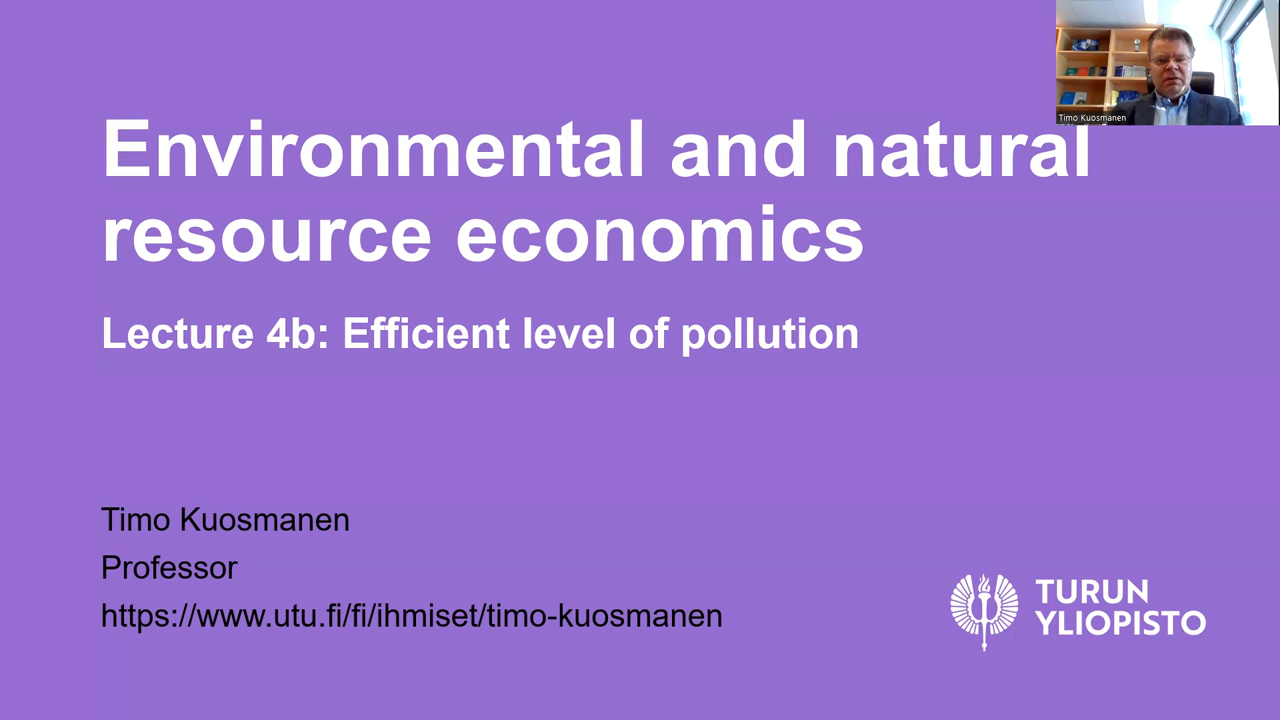 Environmental and natural
resource economics
Lecture 4b: Efficient level of pollution
Timo Kuosmanen
Professor
https://www.utu.fi/fi/ihmiset/timo-kuosmanen
TURUN
YLIOPISTO
Timo Kuosmanen